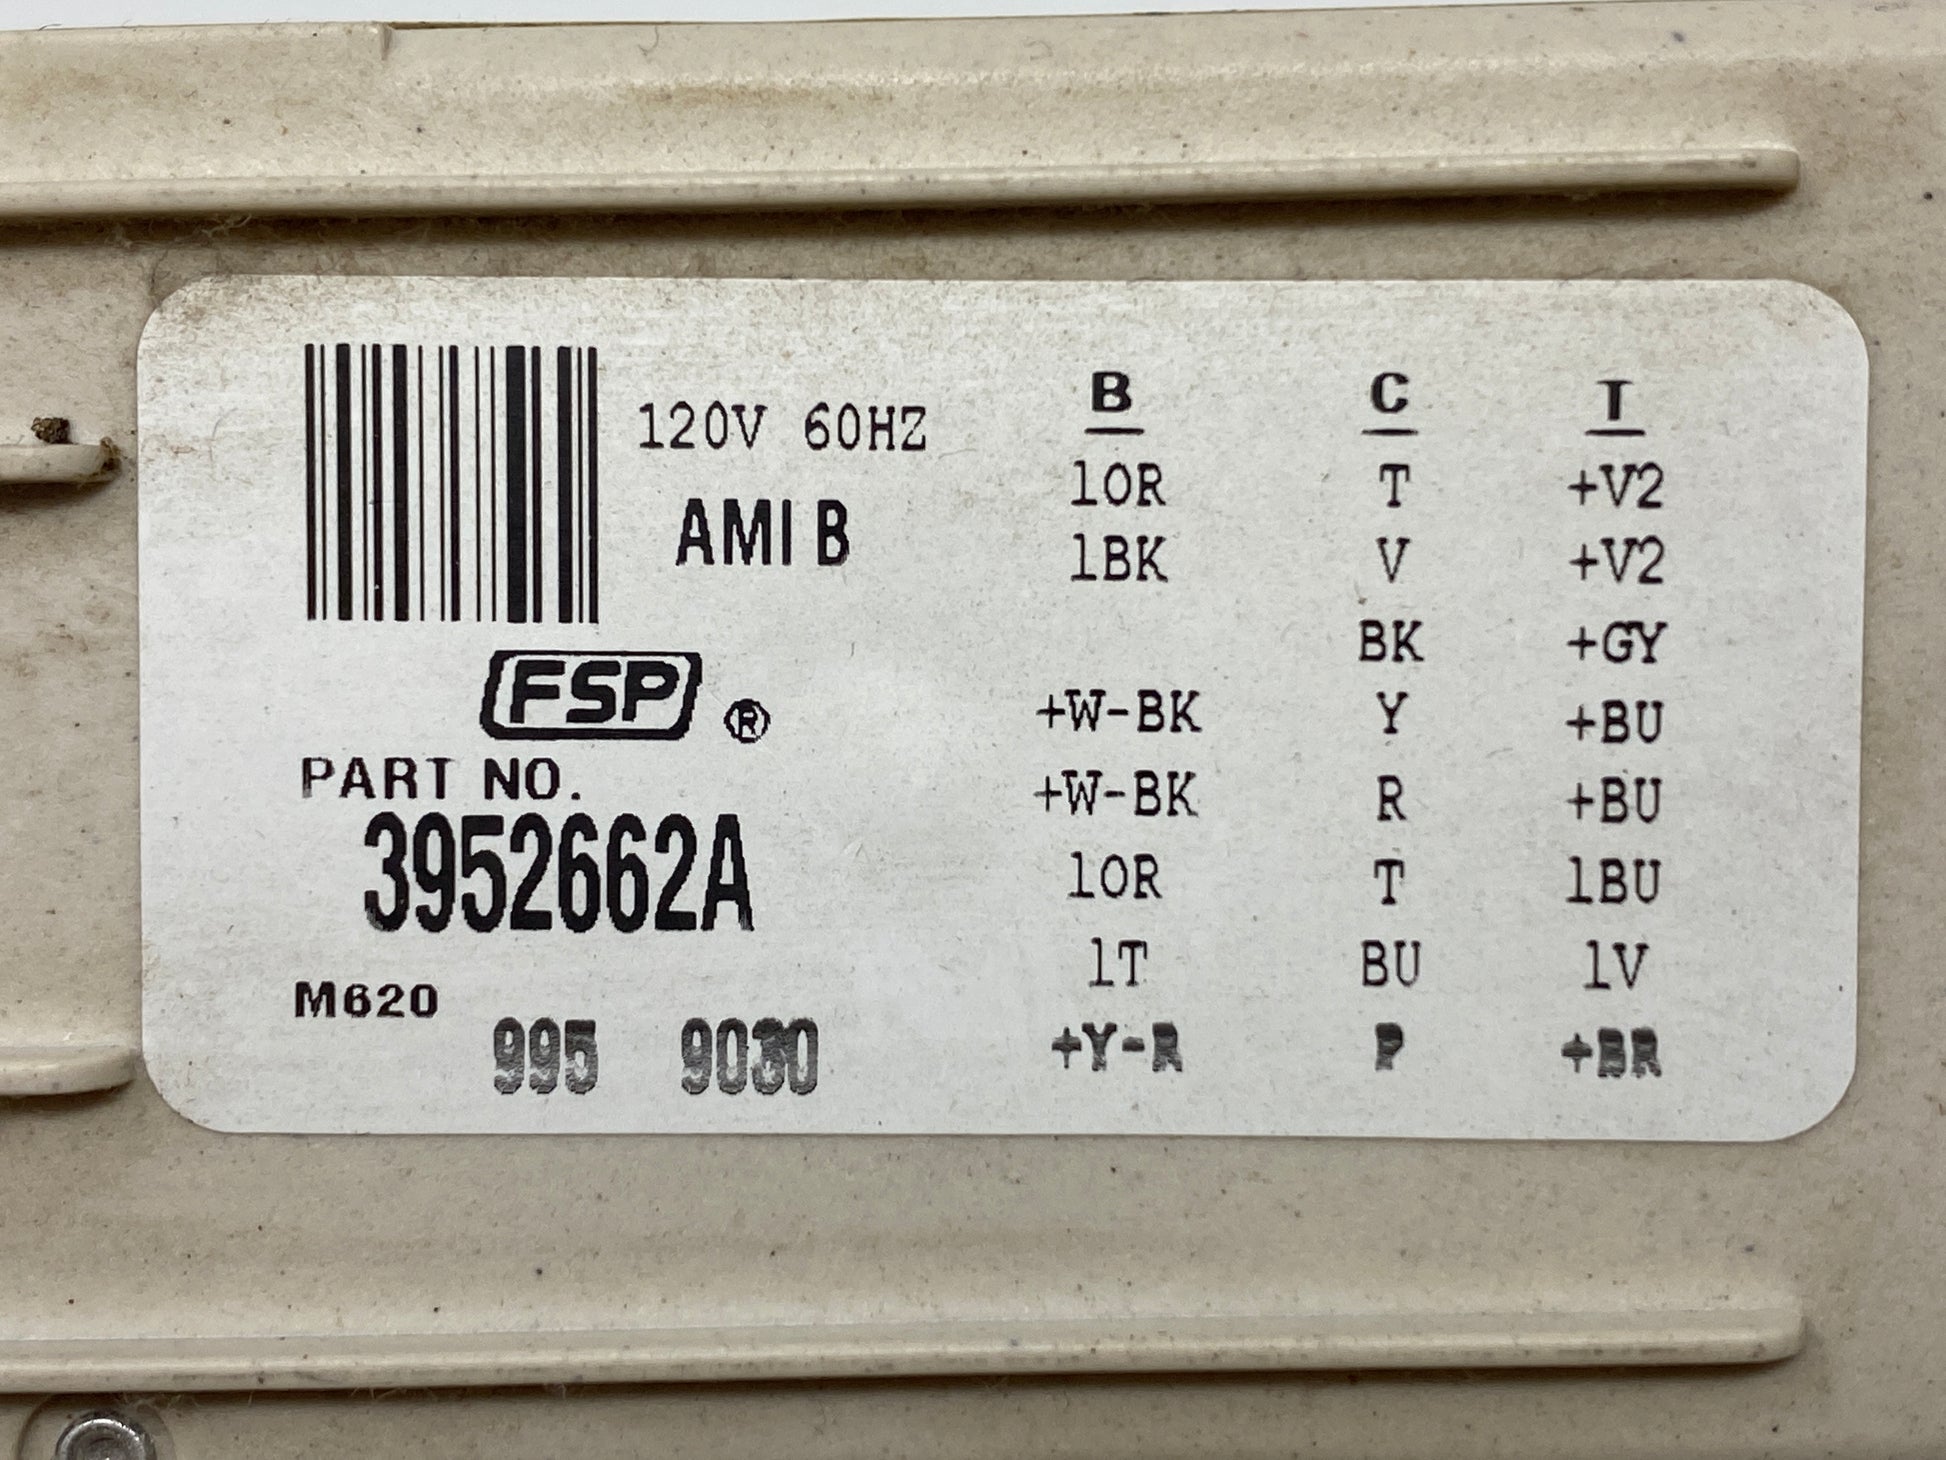 120V 60HZ
AMI B
FSP ®
PART NO.
3952662A
M620
995 9030
B C T
1OR T +V2
1BK V +V2
BK +GY
+W-BK Y +BU
+W-BK R +BU
1OR T 1BU
1T BU 1V
+Y-R P +BR